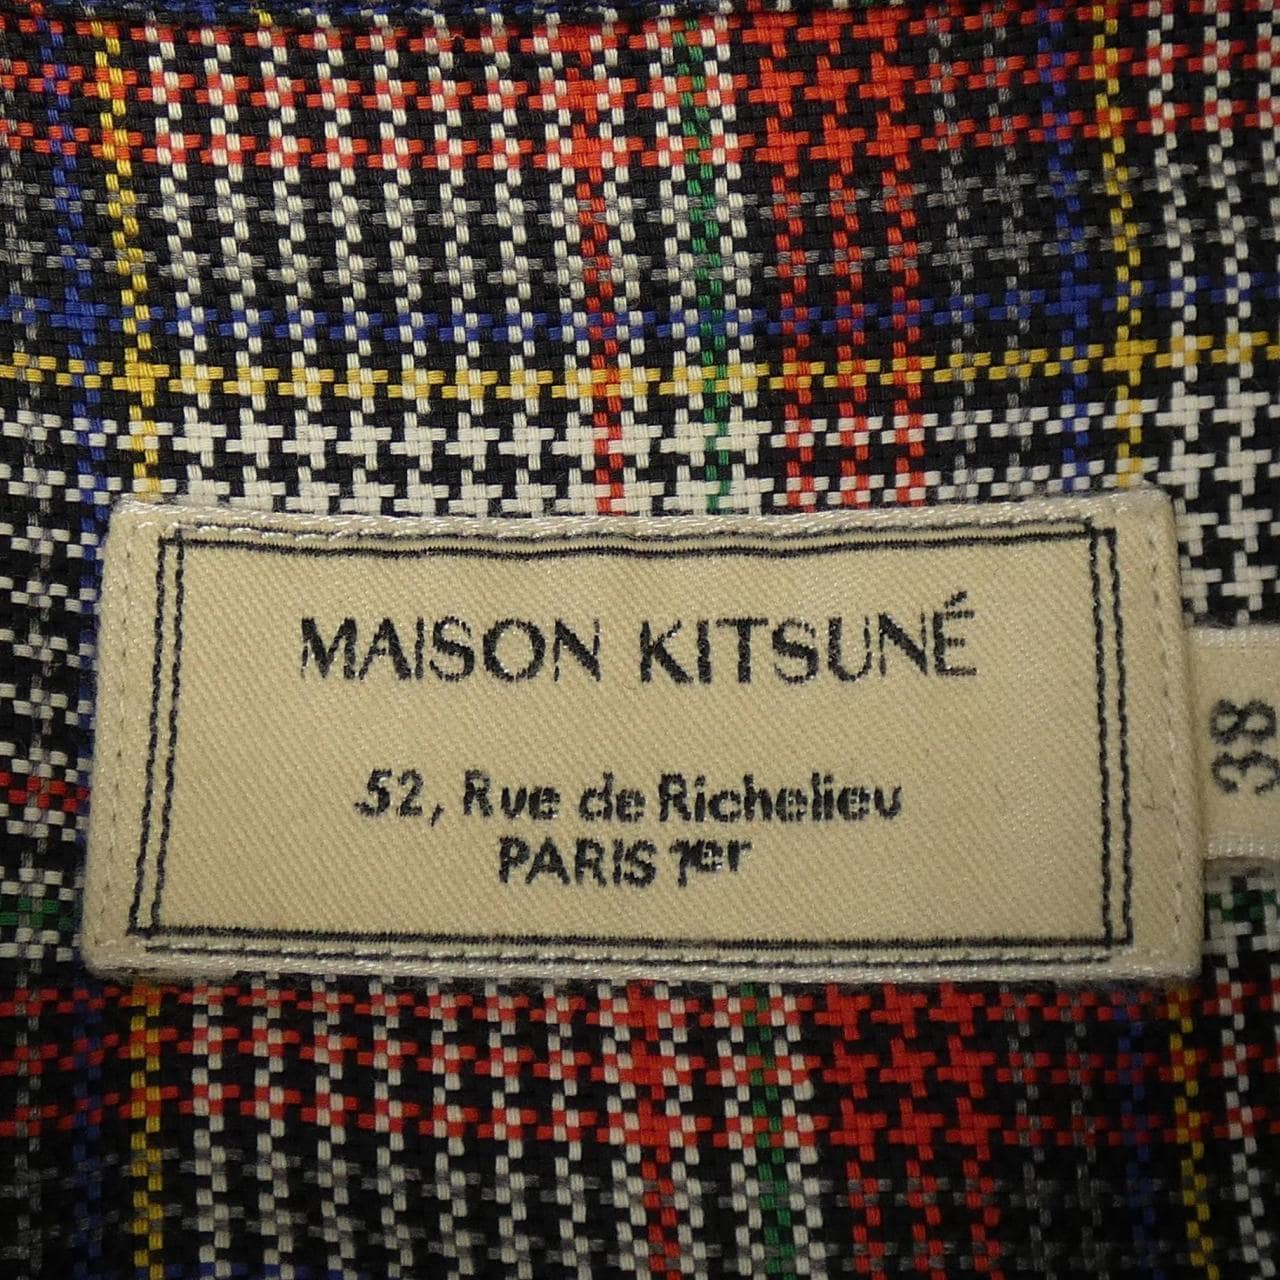 MAISON KITSUNÉ
52, Rue de Richelieu
PARIS 1er
38